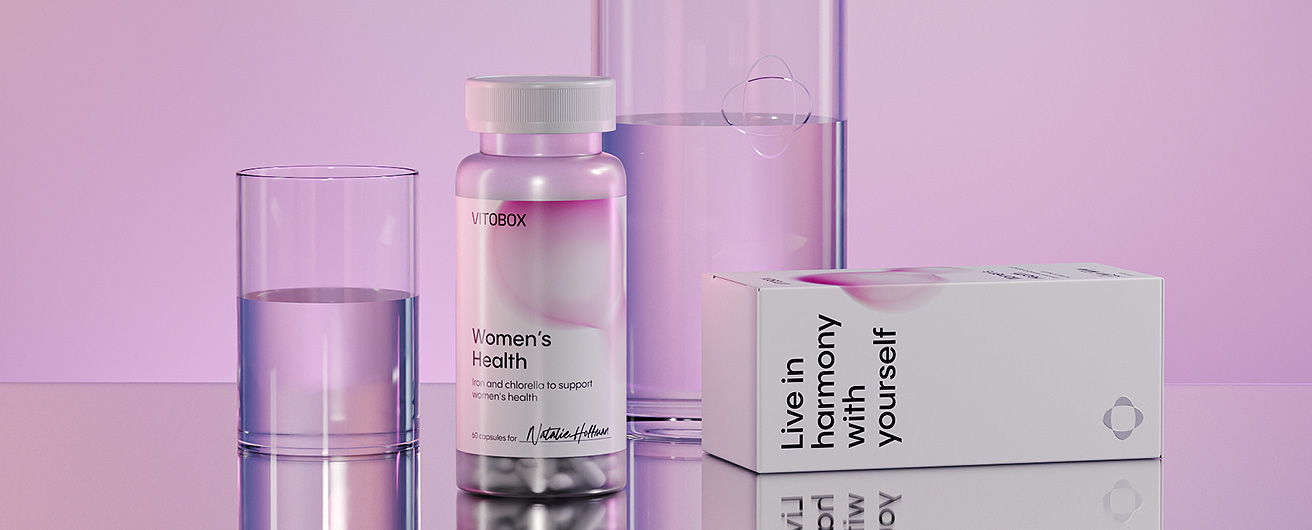 VITOBOX
Women's
Health
Iron and chlorella to support
women's health
60 capsules for Natalie Hoffman
Live in
harmony
with
yourself